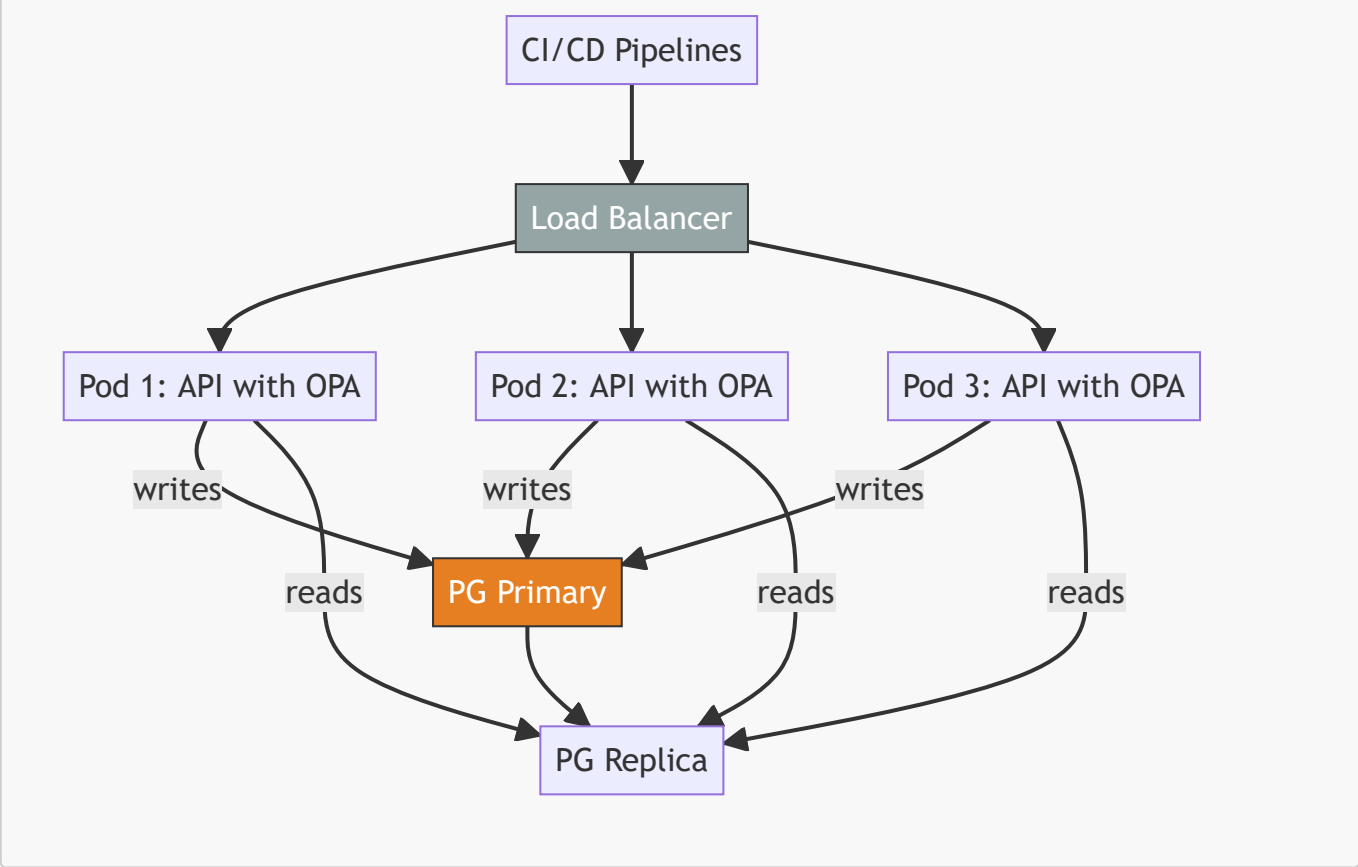 CI/CD Pipelines
Load Balancer
Pod 1: API with OPA
Pod 2: API with OPA
Pod 3: API with OPA
writes
writes
writes
PG Primary
reads
reads
reads
PG Replica